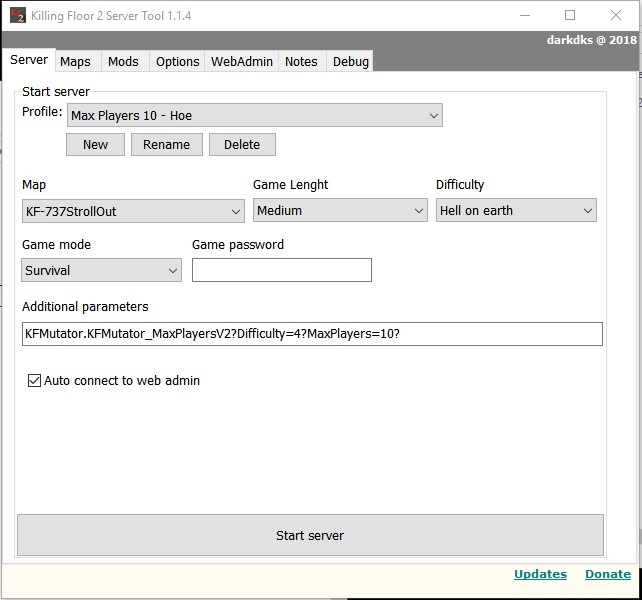 Killing Floor 2 Server Tool 1.1.4
darkdks @ 2018
Server Maps Mods Options WebAdmin Notes Debug
Start server
Profile: Max Players 10 - Hoe
New Rename Delete
Map Game Lenght Difficulty
KF-737StrollOut Medium Hell on earth
Game mode Game password
Survival
Additional parameters
KFMutator.KFMutator_MaxPlayersV2?Difficulty=4?MaxPlayers=10?
Auto connect to web admin
Start server
Updates Donate